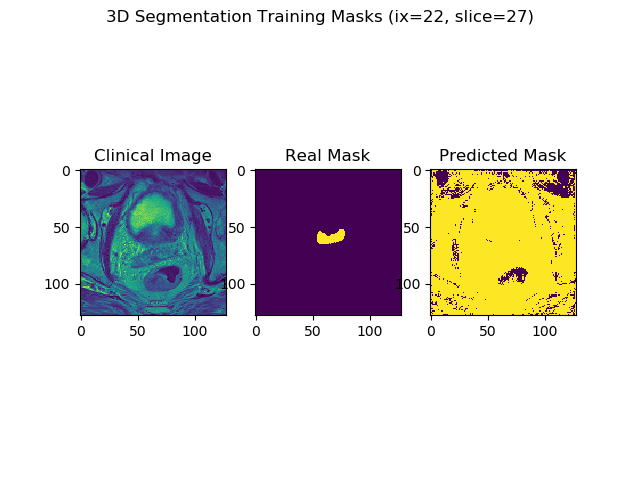 3D Segmentation Training Masks (ix=22, slice=27)
Clinical Image Real Mask Predicted Mask
0 0 0
50 50 50
100 100 100
0 50 100 0 50 100 0 50 100